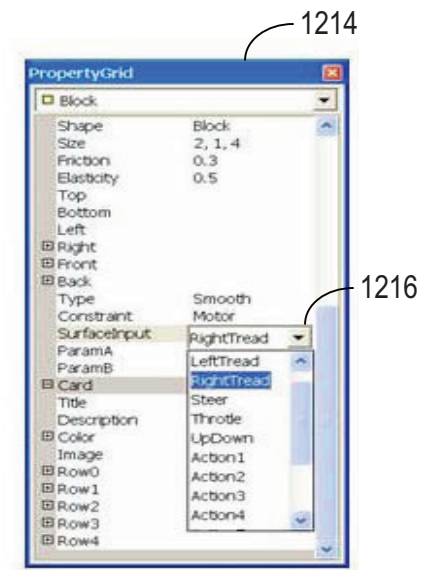 1214
PropertyGrid
Block
Shape Block
Size 2, 1, 4
Friction 0.3
Elasticity 0.5
Top
Bottom
Left
Right
Front
Back
Type Smooth
Constraint Motor
1216
SurfaceInput RightTread
ParamA
LeftTread
ParamB
RightTread
Card
Steer
Title
Throttle
Description
UpDown
Color
Action1
Image
Action2
Row0
Action3
Row1
Action4
Row2
Row3
Row4